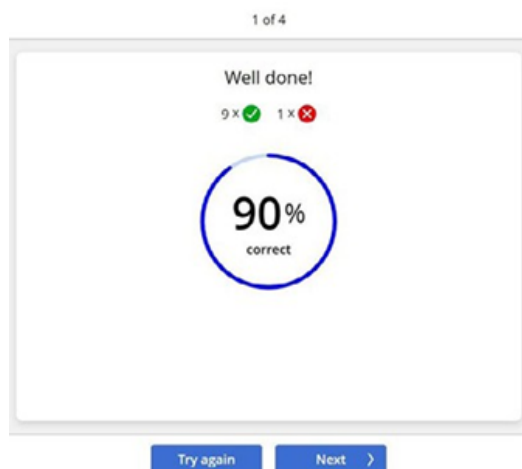 1 of 4
Well done!
9 × 1 ×
90%
correct
Try again
Next